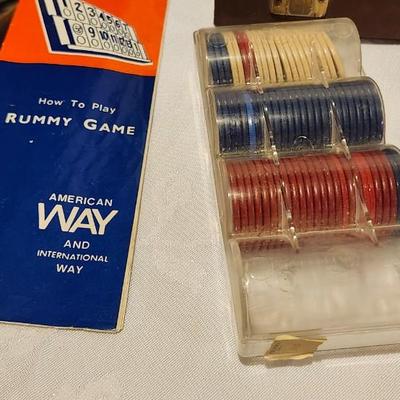 How To Play
RUMMY GAME
AMERICAN
WAY
AND
INTERNATIONAL
WAY